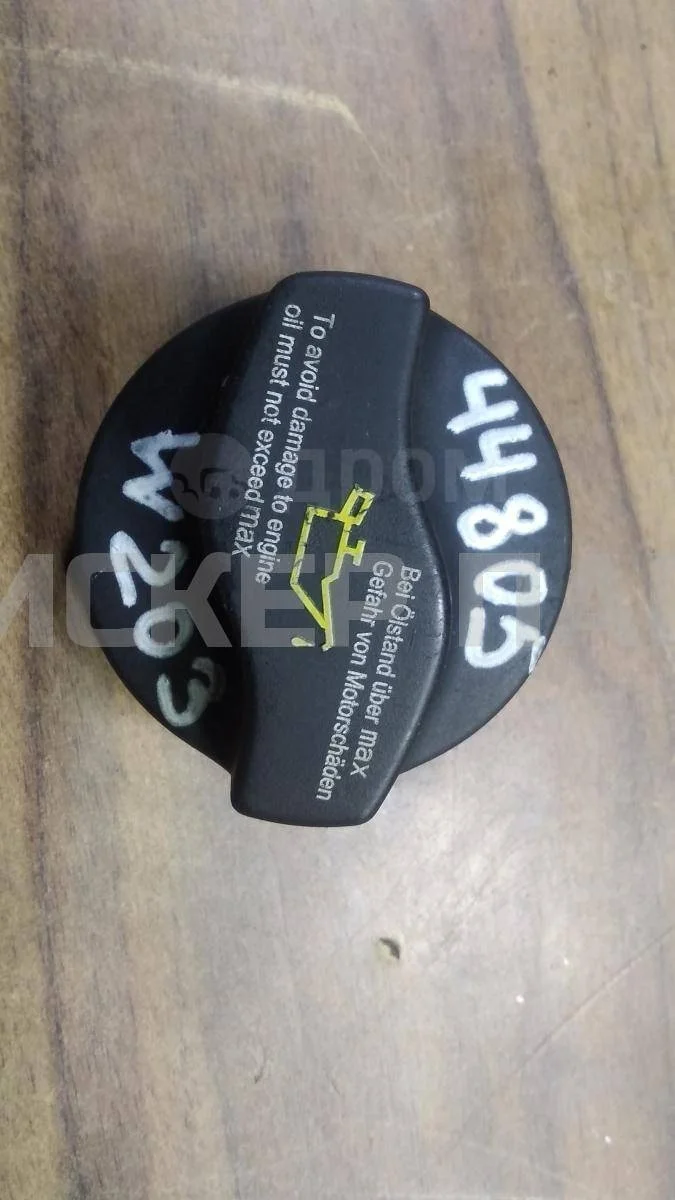 44805
Bei Ölstand über max
Gefahr von Motorschäden
To avoid damage to engine
oil must not exceed max
W203
дром